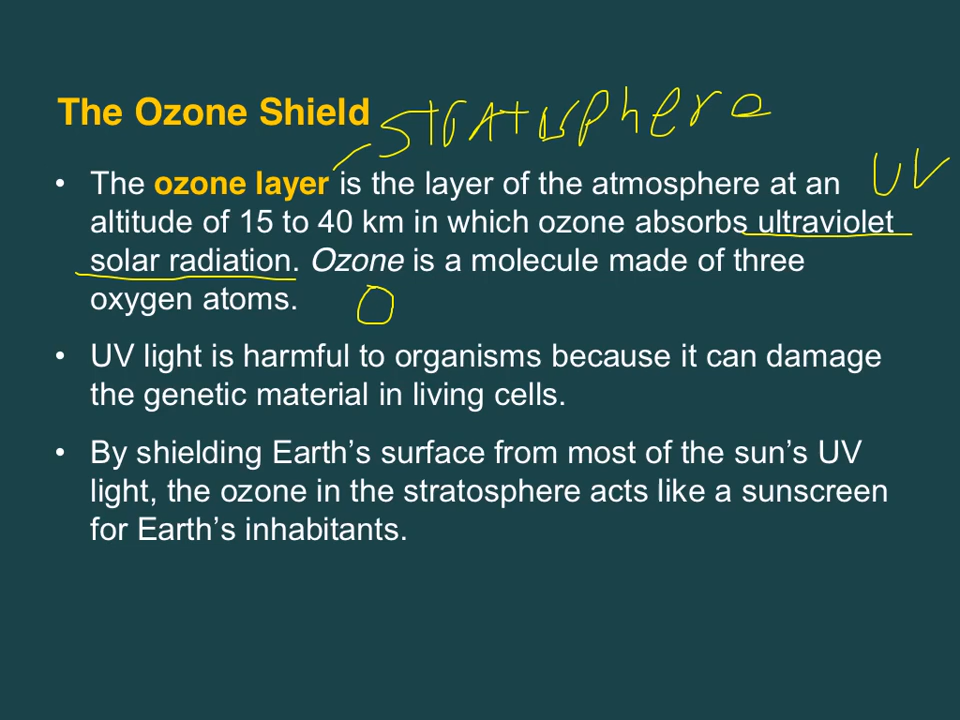 The Ozone Shield
Stratosphere
• The ozone layer is the layer of the atmosphere at an
UV
altitude of 15 to 40 km in which ozone absorbs ultraviolet
solar radiation. Ozone is a molecule made of three
oxygen atoms.
O
• UV light is harmful to organisms because it can damage
the genetic material in living cells.
• By shielding Earth’s surface from most of the sun’s UV
light, the ozone in the stratosphere acts like a sunscreen
for Earth’s inhabitants.